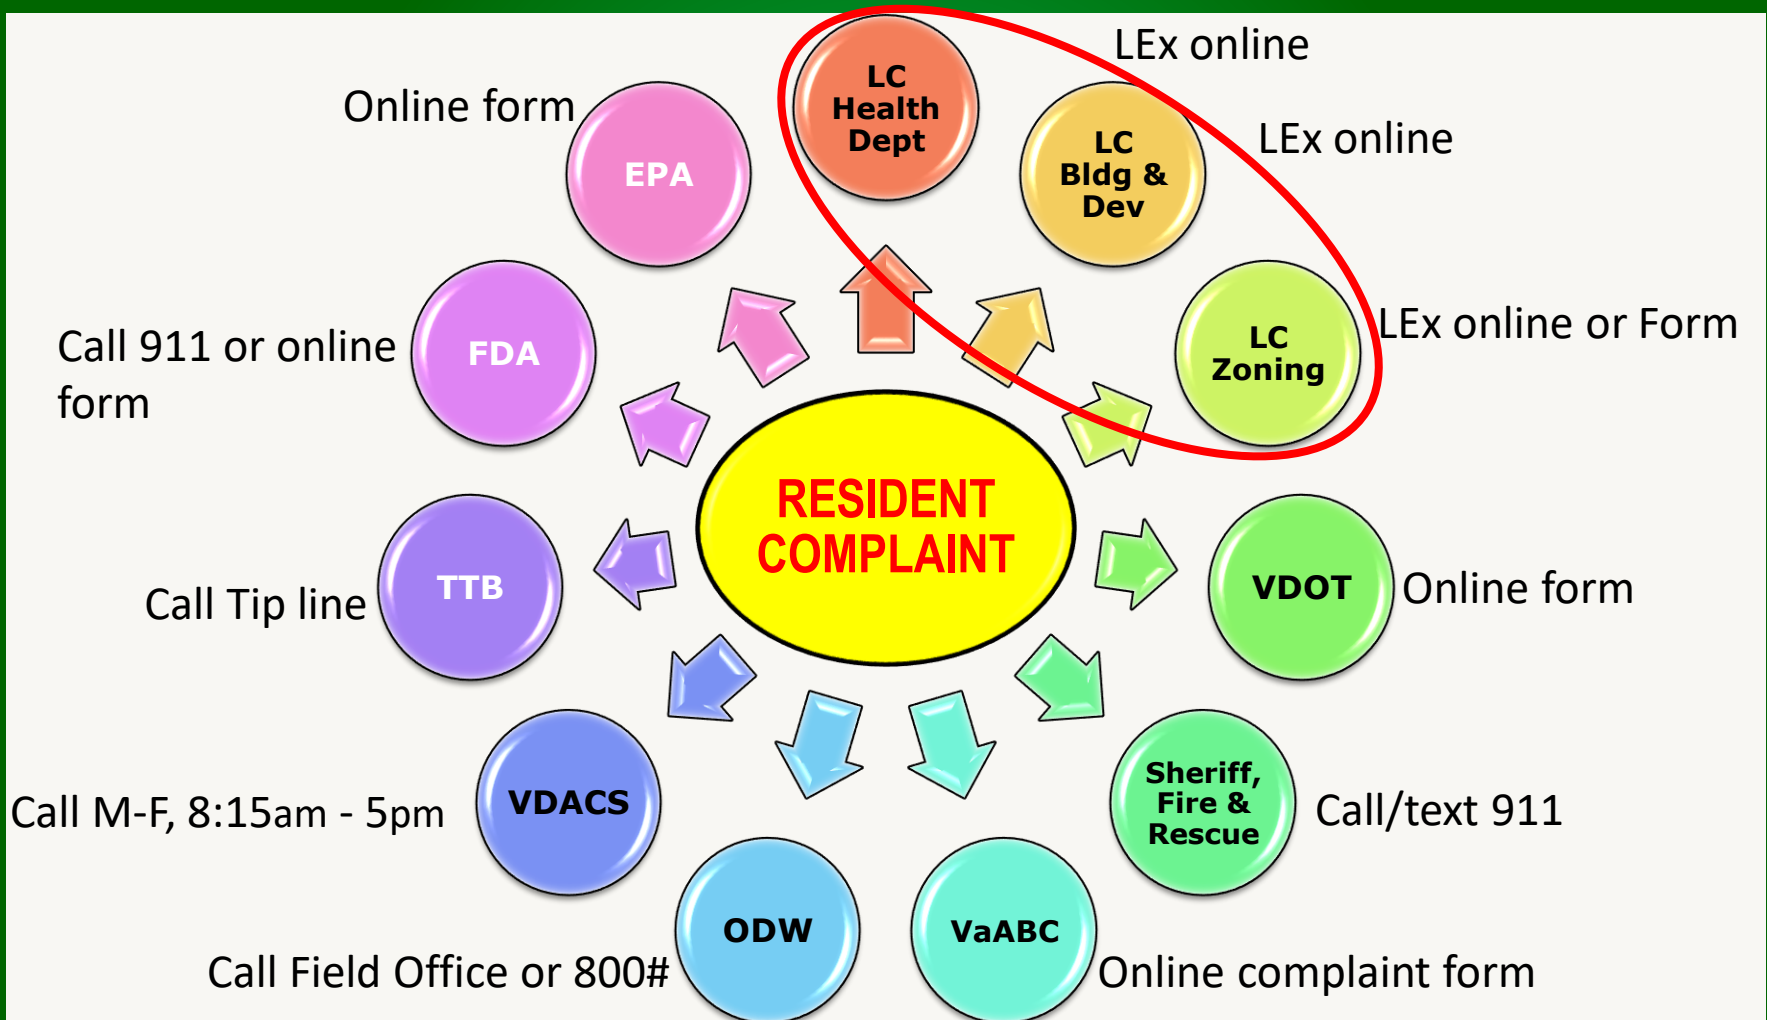 LEx online
LC
Health
Dept
Online form
LEx online
LC
Bldg &
Dev
EPA
LEx online or Form
LC
Zoning
Call 911 or online
form
FDA
RESIDENT
COMPLAINT
TTB
Call Tip line
VDOT
Online form
Sheriff,
Fire &
Rescue
Call/text 911
VDACS
Call M-F, 8:15am - 5pm
ODW
Call Field Office or 800#
VaABC
Online complaint form